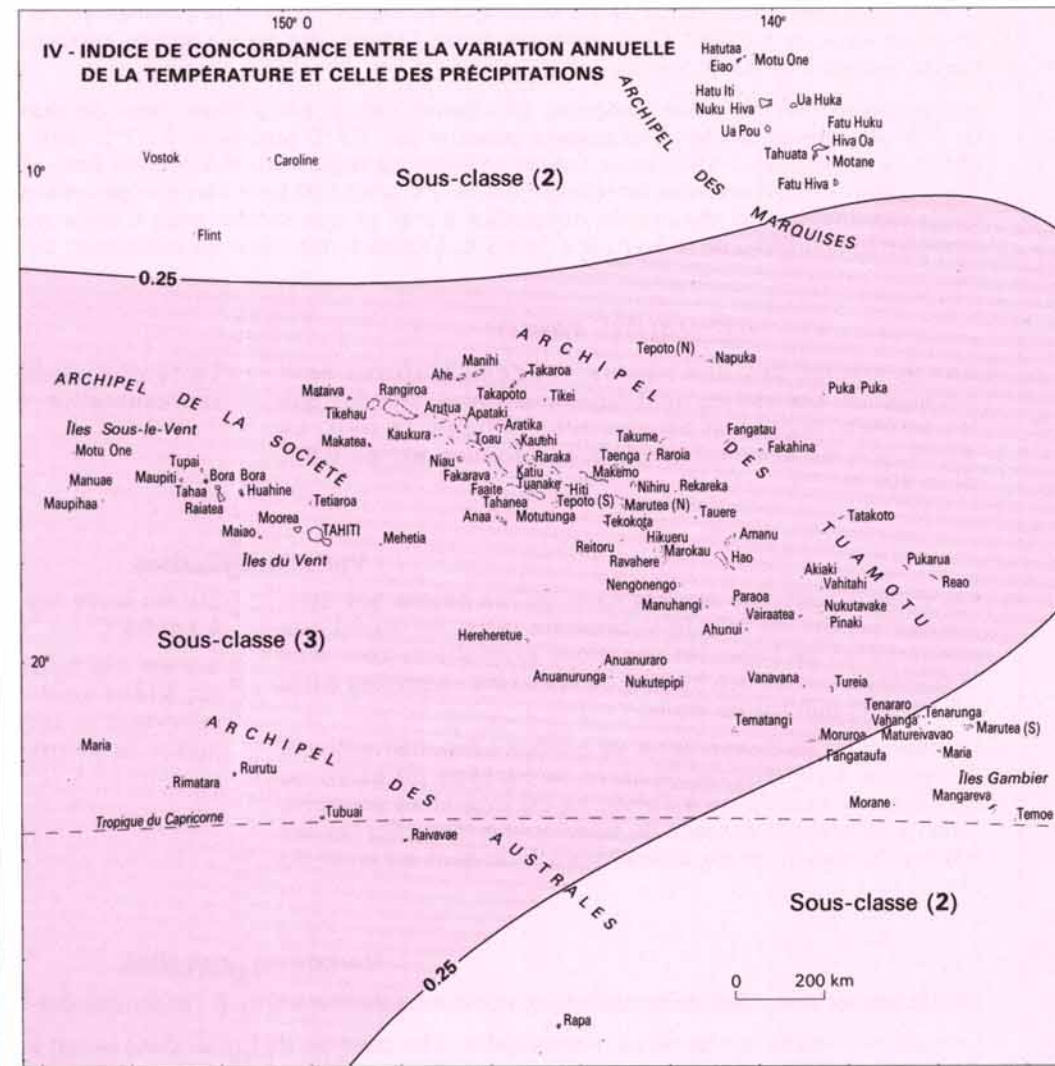 150° O
140°
IV - INDICE DE CONCORDANCE ENTRE LA VARIATION ANNUELLE
DE LA TEMPÉRATURE ET CELLE DES PRÉCIPITATIONS
Hatutaa
Eiao
Motu One
Hatu Iti
Nuku Hiva
Ua Huka
Ua Pou
Fatu Huku
Hiva Oa
Tahuata
Motane
Fatu Hiva
ARCHIPEL
DES
MARQUISES
Vostok
Caroline
10°
Sous-classe (2)
Flint
0.25
ARCHIPEL
DES
TUAMOTU
Tepoto (N)
Napuka
Manihi
Ahe
Takaroa
Takapoto
Tikei
Puka Puka
Mataiva
Rangiroa
Tikehau
Arutua
Apataki
Aratika
Makatea
Kaukura
Toau
Kauehi
Takume
Fangatau
Fakahina
Niau
Raraka
Taenga
Raroia
Fakarava
Katiu
Makemo
Faaite
Tuanake
Hiti
Nihiru
Rekareka
Tahanea
Tepoto (S)
Marutea (N)
Tauere
Anaa
Motutunga
Tekokota
Tatakoto
Hikueru
Amanu
Reitoru
Marokau
Ravahere
Hao
Pukarua
Akiaki
Reao
Nengonengo
Vahitahi
Manuhangi
Paraoa
Nukutavake
Vairaatea
Pinaki
Ahunui
ARCHIPEL
DE LA
SOCIÉTÉ
Îles Sous-le-Vent
Motu One
Tupai
Manuae
Maupiti
Bora Bora
Maupihaa
Tahaa
Huahine
Raiatea
Tetiaroa
Moorea
Maiao
TAHITI
Mehetia
Îles du Vent
Sous-classe (3)
Hereheretue
20°
Anuanuraro
Anuanurunga
Nukutepipi
Vanavana
Tureia
Tenararo
Tenarunga
Tematangi
Vahanga
Marutea (S)
Moruroa
Matureivavao
Fangataufa
Maria
Îles Gambier
Morane
Mangareva
Temoe
ARCHIPEL
DES
AUSTRALES
Maria
Rurutu
Rimatara
Tropique du Capricorne
Tubuai
Raivavae
Sous-classe (2)
0.25
0 200 km
Rapa